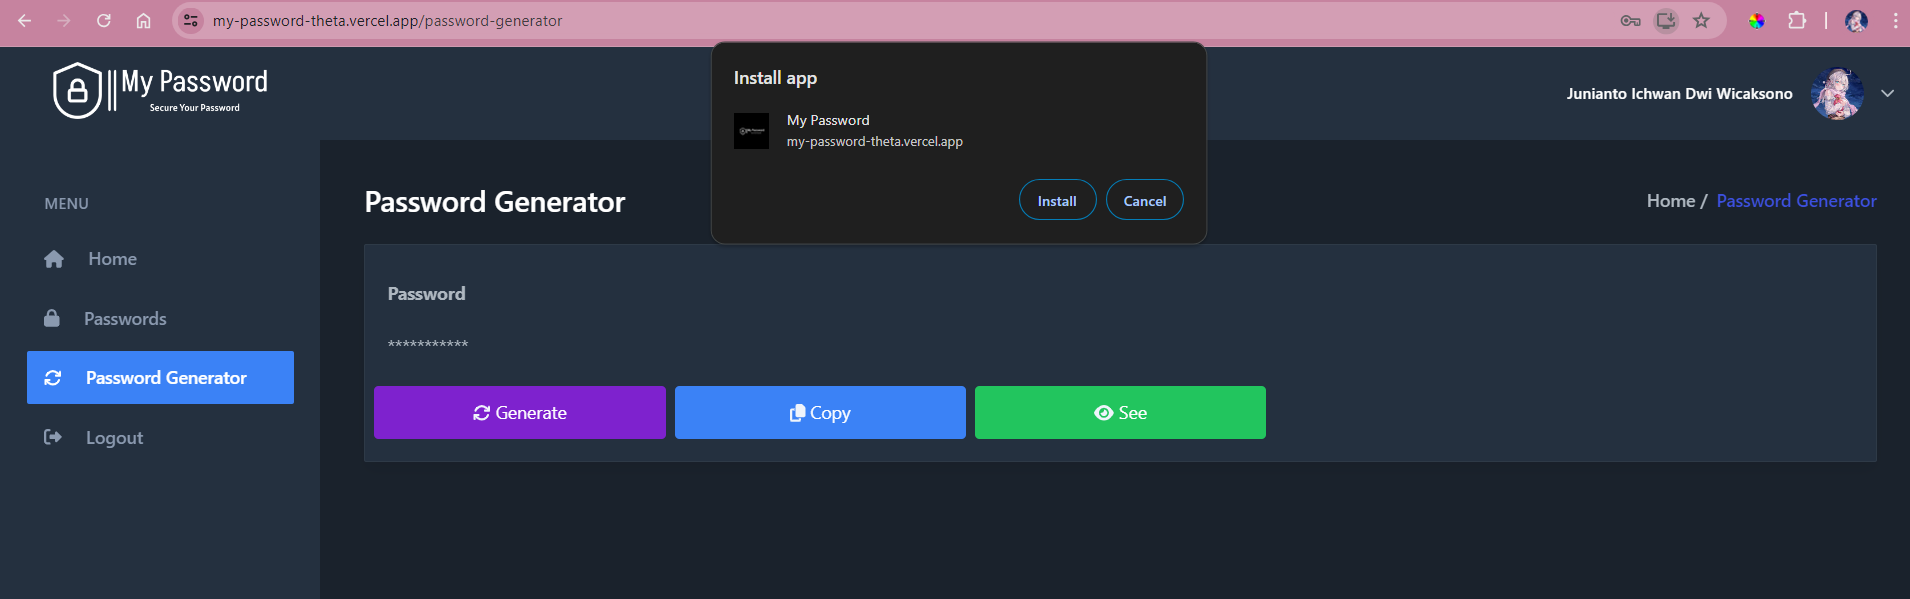 my-password-theta.vercel.app/password-generator
My Password
Secure Your Password
Install app
My Password
my-password-theta.vercel.app
Install
Cancel
Junianto Ichwan Dwi Wicaksono
MENU
Home
Passwords
Password Generator
Logout
Password Generator
Home / Password Generator
Password
***********
Generate
Copy
See